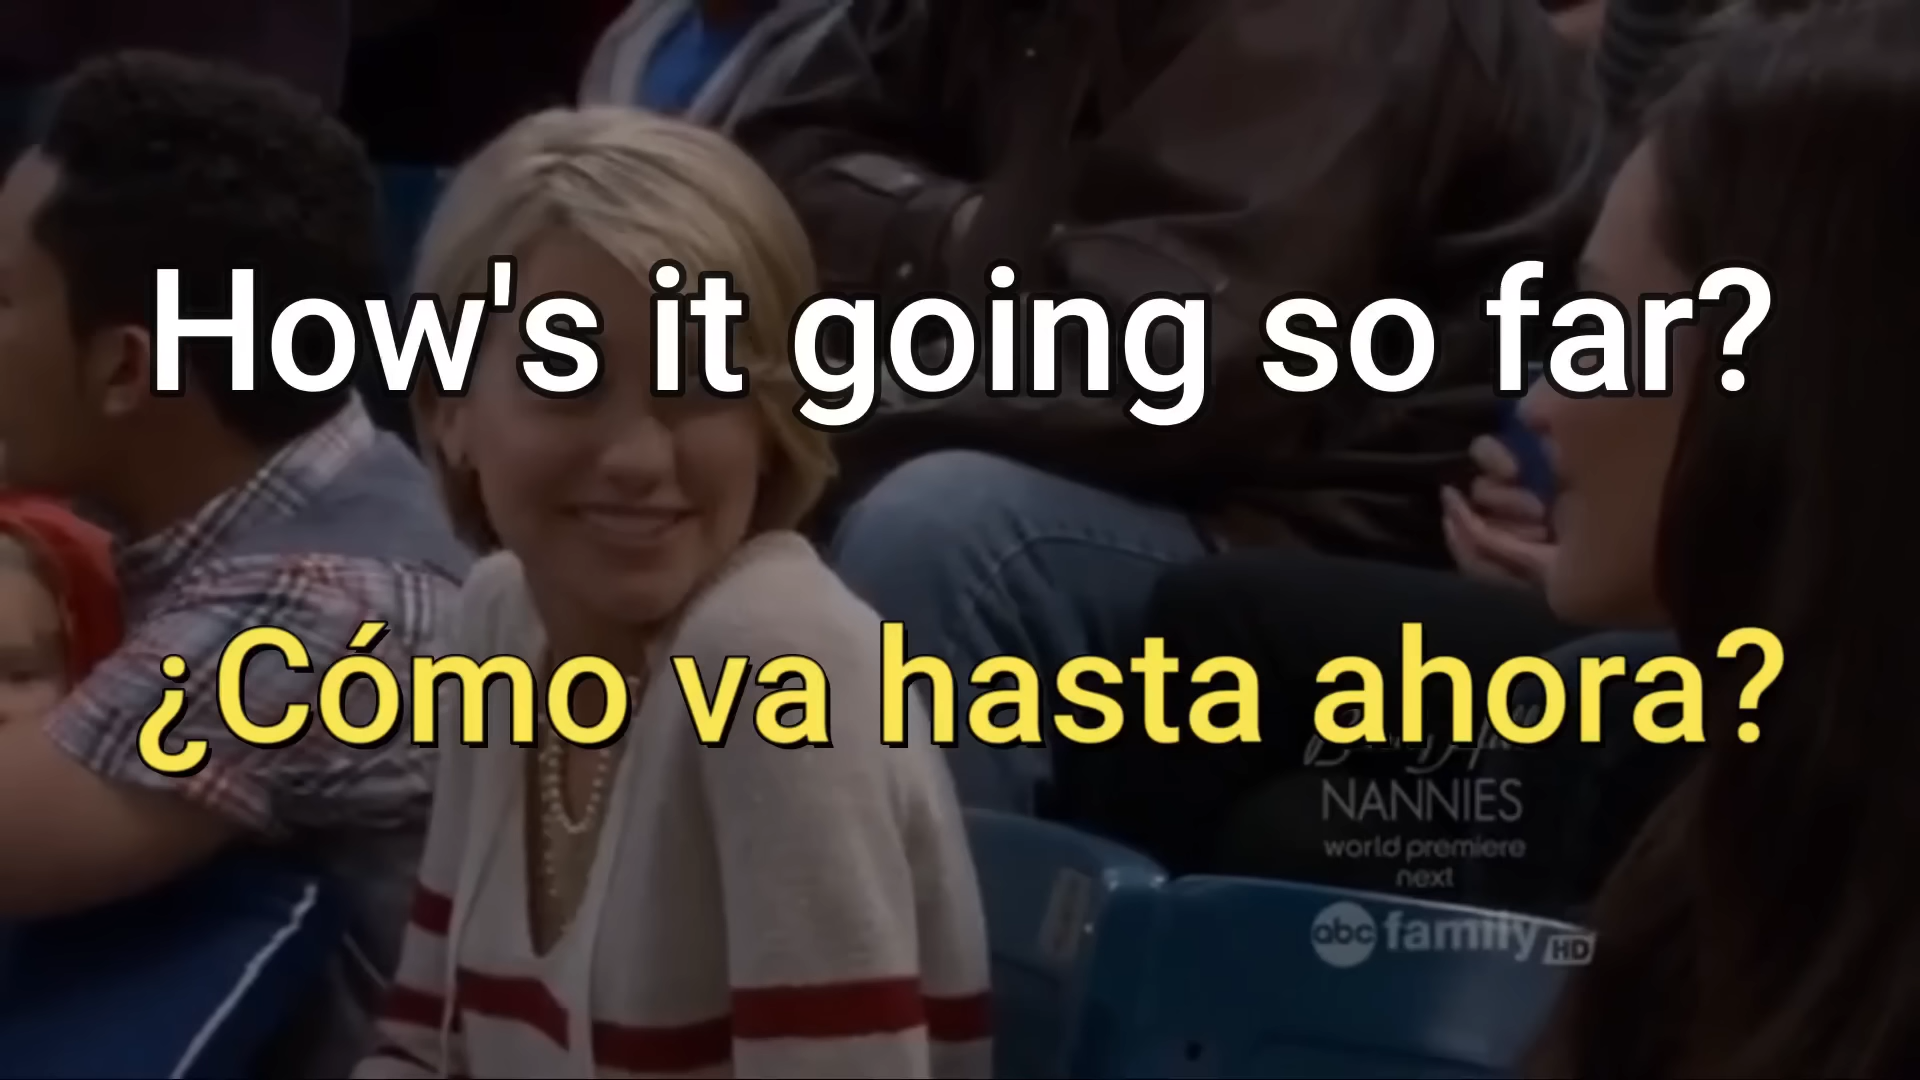 How's it going so far?
¿Cómo va hasta ahora?
NANNIES
world premiere
next
abc family HD